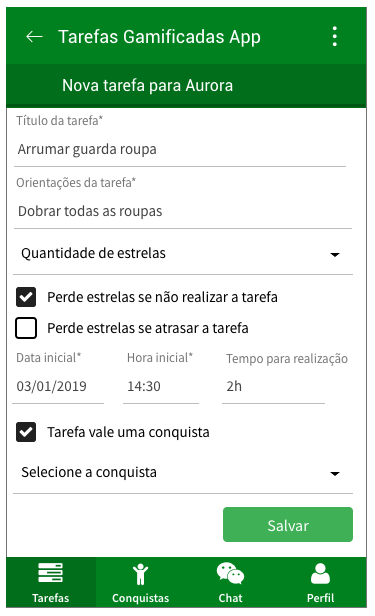 Tarefas Gamificadas App
Nova tarefa para Aurora
Título da tarefa*
Arrumar guarda roupa
Orientações da tarefa*
Dobrar todas as roupas
Quantidade de estrelas
Perde estrelas se não realizar a tarefa
Perde estrelas se atrasar a tarefa
Data inicial* Hora inicial* Tempo para realização
03/01/2019 14:30 2h
Tarefa vale uma conquista
Selecione a conquista
Salvar
Tarefas Conquistas Chat Perfil